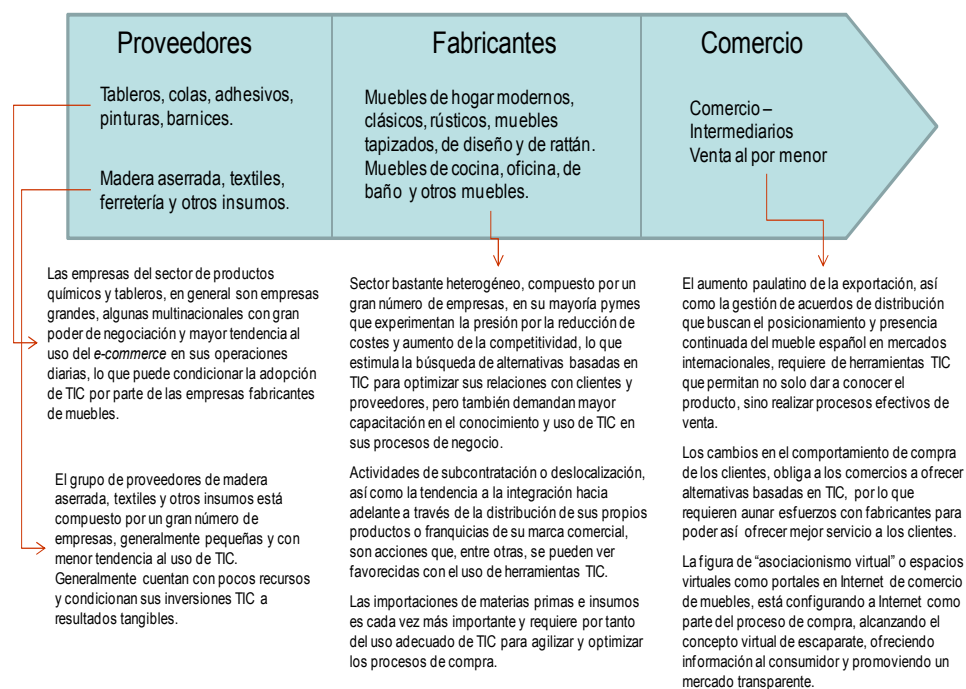 Proveedores
Tableros, colas, adhesivos,
pinturas, barnices.
Madera aserrada, textiles,
ferretería y otros insumos.
Fabricantes
Muebles de hogar modernos,
clásicos, rústicos, muebles
tapizados, de diseño y de rattán.
Muebles de cocina, oficina, de
baño y otros muebles.
Comercio
Comercio –
Intermediarios
Venta al por menor
Las empresas del sector de productos
químicos y tableros, en general son empresas
grandes, algunas multinacionales con gran
poder de negociación y mayor tendencia al
uso del e-commerce en sus operaciones
diarias, lo que puede condicionar la adopción
de TIC por parte de las empresas fabricantes
de muebles.
El grupo de proveedores de madera
aserrada, textiles y otros insumos está
compuesto por un gran número de
empresas, generalmente pequeñas y con
menor tendencia al uso de TIC.
Generalmente cuentan con pocos recursos
y condicionan sus inversiones TIC a
resultados tangibles.
Sector bastante heterogéneo, compuesto por un
gran número de empresas, en su mayoría pymes
que experimentan la presión por la reducción de
costes y aumento de la competitividad, lo que
estimula la búsqueda de alternativas basadas en
TIC para optimizar sus relaciones con clientes y
proveedores, pero también demandan mayor
capacitación en el conocimiento y uso de TIC en
sus procesos de negocio.
Actividades de subcontratación o deslocalización,
así como la tendencia a la integración hacia
adelante a través de la distribución de sus propios
productos o franquicias de su marca comercial,
son acciones que, entre otras, se pueden ver
favorecidas con el uso de herramientas TIC.
Las importaciones de materias primas e insumos
es cada vez más importante y requiere por tanto
del uso adecuado de TIC para agilizar y optimizar
los procesos de compra.
El aumento paulatino de la exportación, así
como la gestión de acuerdos de distribución
que buscan el posicionamiento y presencia
continuada del mueble español en mercados
internacionales, requiere de herramientas TIC
que permitan no solo dar a conocer el
producto, sino realizar procesos efectivos de
venta.
Los cambios en el comportamiento de compra
de los clientes, obliga a los comercios a ofrecer
alternativas basadas en TIC, por lo que
requieren aunar esfuerzos con fabricantes para
poder así ofrecer mejor servicio a los clientes.
La figura de “asociacionismo virtual” o espacios
virtuales como portales en Internet de comercio
de muebles, está configurando a Internet como
parte del proceso de compra, alcanzando el
concepto virtual de escaparate, ofreciendo
información al consumidor y promoviendo un
mercado transparente.